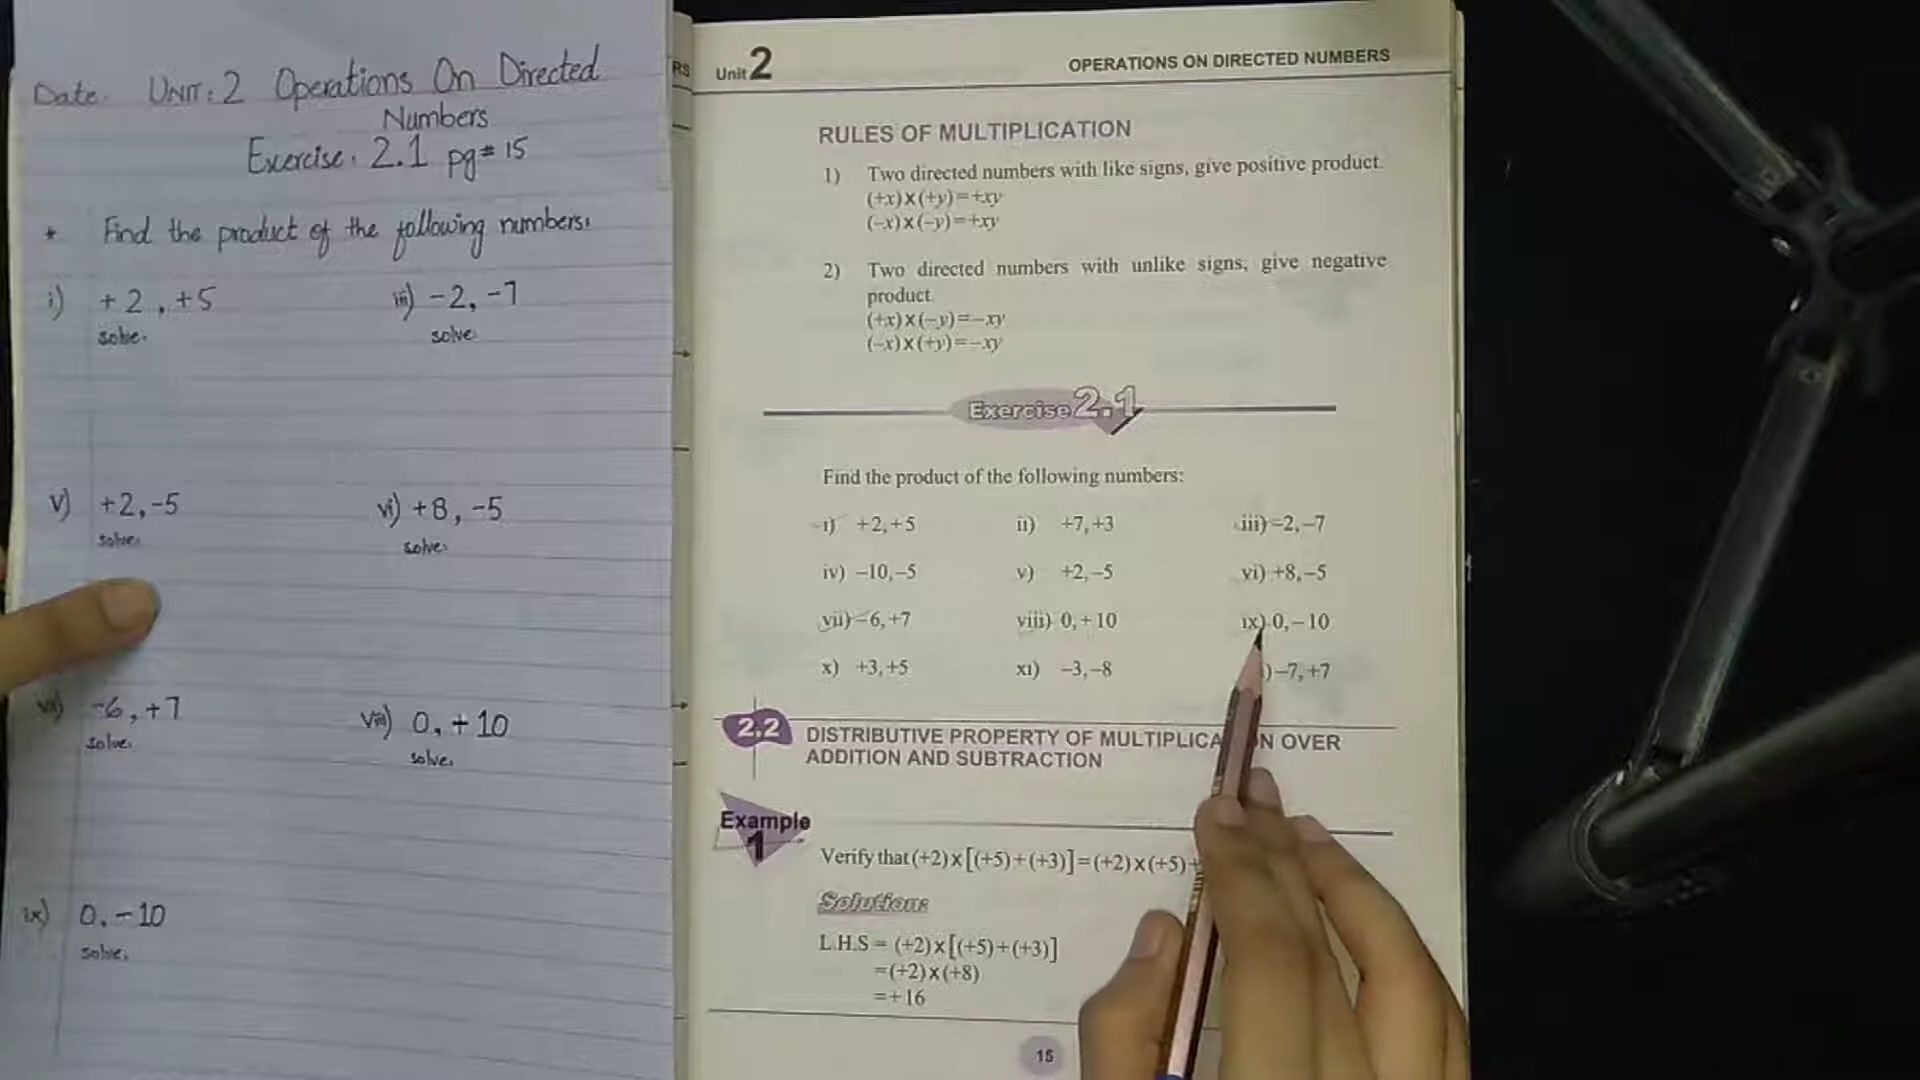 Date. UNIT: 2 Operations On Directed
Numbers
Exercise. 2.1 pg# 15
* Find the product of the following numbers:
i) +2, +5
solve.
iii) -2, -7
solve
v) +2, -5
solve.
vi) +8, -5
solve.
vii) -6, +7
solve.
viii) 0, +10
solve.
ix) 0, -10
solve.
RS
Unit 2
OPERATIONS ON DIRECTED NUMBERS
RULES OF MULTIPLICATION
1) Two directed numbers with like signs, give positive product.
(+x)×(+y)=+xy
(−x)×(−y)=+xy
2) Two directed numbers with unlike signs, give negative
product.
(+x)×(−y)=−xy
(−x)×(+y)=−xy
Exercise 2.1
Find the product of the following numbers:
i) +2,+5 ii) +7,+3 iii) −2,−7
iv) −10,−5 v) +2,−5 vi) +8,−5
vii) −6,+7 viii) 0,+10 ix) 0,−10
x) +3,+5 xi) −3,−8 ) −7,+7
2.2 DISTRIBUTIVE PROPERTY OF N OVER
ADDITION AND SUBTRACTION
Example
1
Verify that (+2)×[(+5)+(+3)]=(+2)×(+5)+
Solutions
L.H.S = (+2)×[(+5)+(+3)]
=(+2)×(+8)
=+16
15